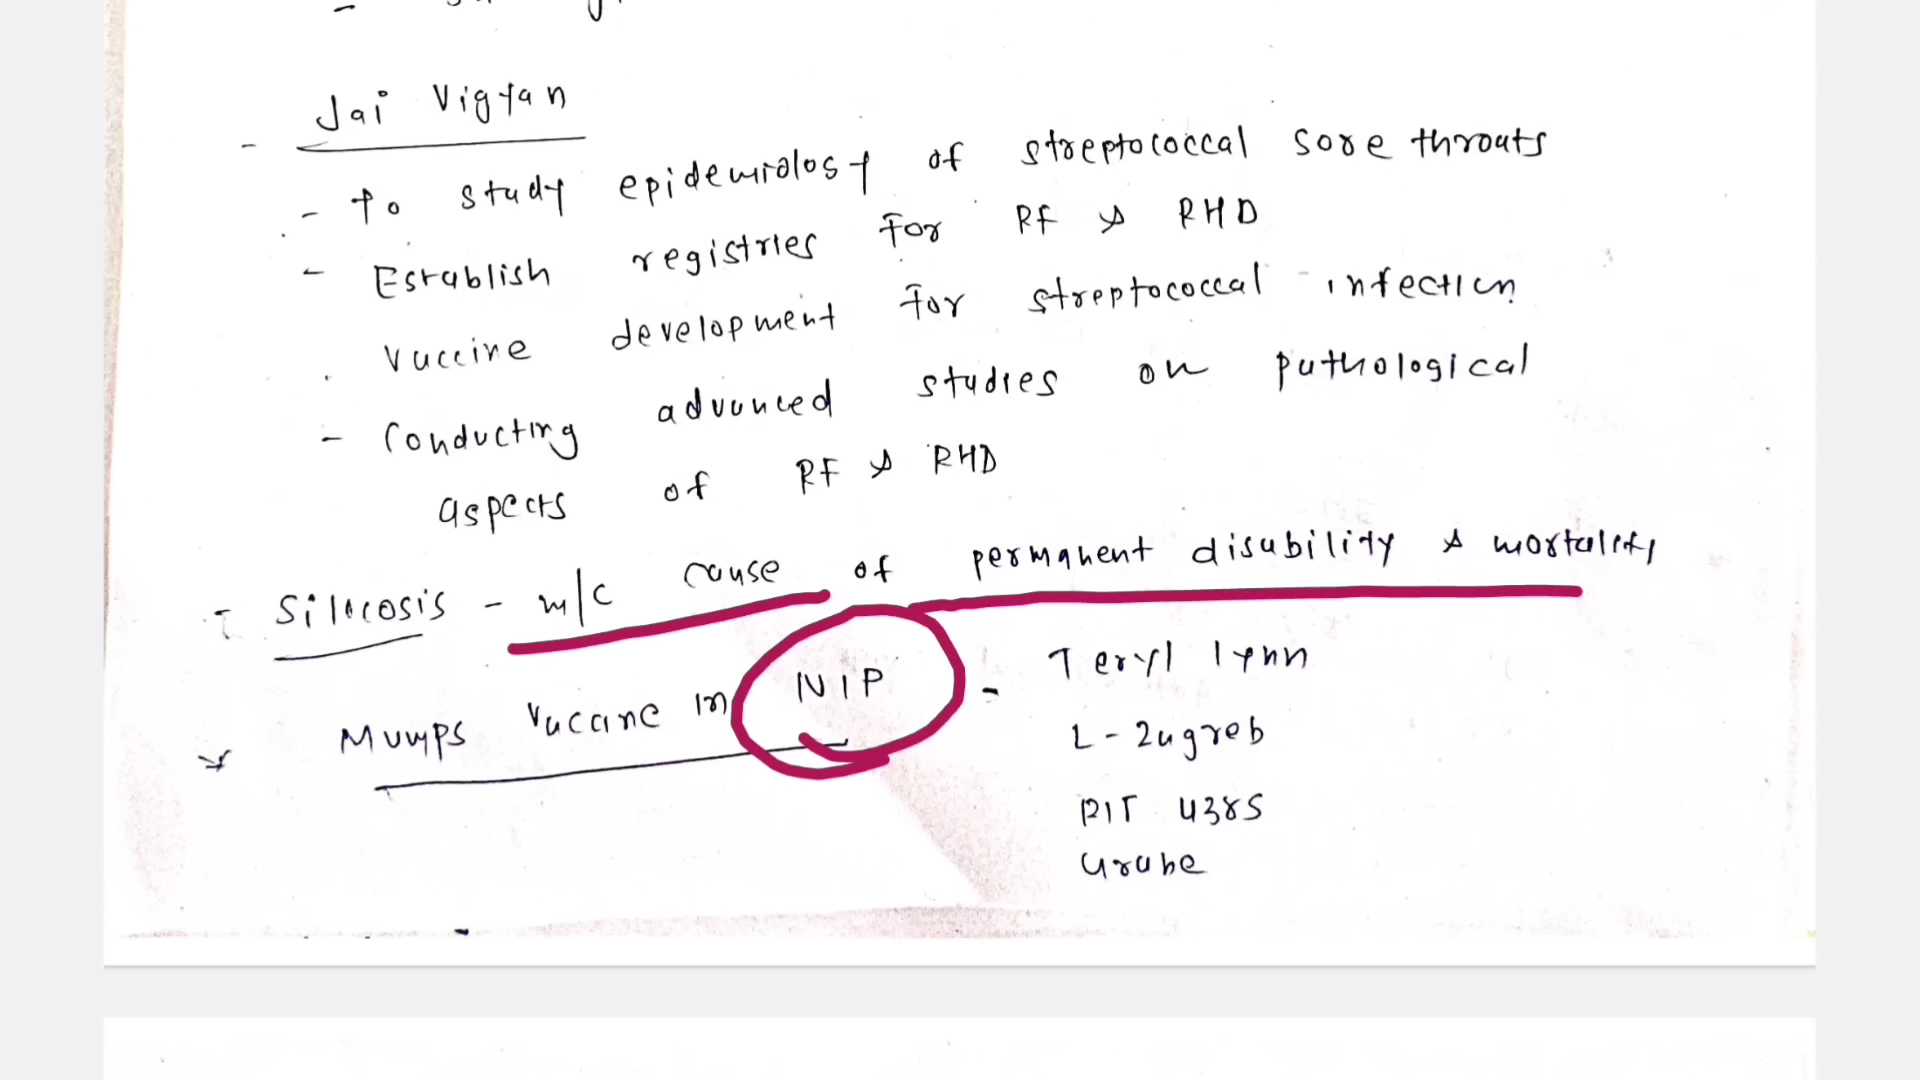 - Jai Vigyan
- to study epidemiology of streptococcal sore throats
- Establish registries for RF & RHD
Vaccine development for streptococcal infection
- Conducting advanced studies on pathological
aspects of RF & RHD
- Silicosis - m/c cause of permanent disability & mortality
* Mumps Vaccine in NIP - Teryl lynn
L-Zagreb
RIT 4385
Urabe